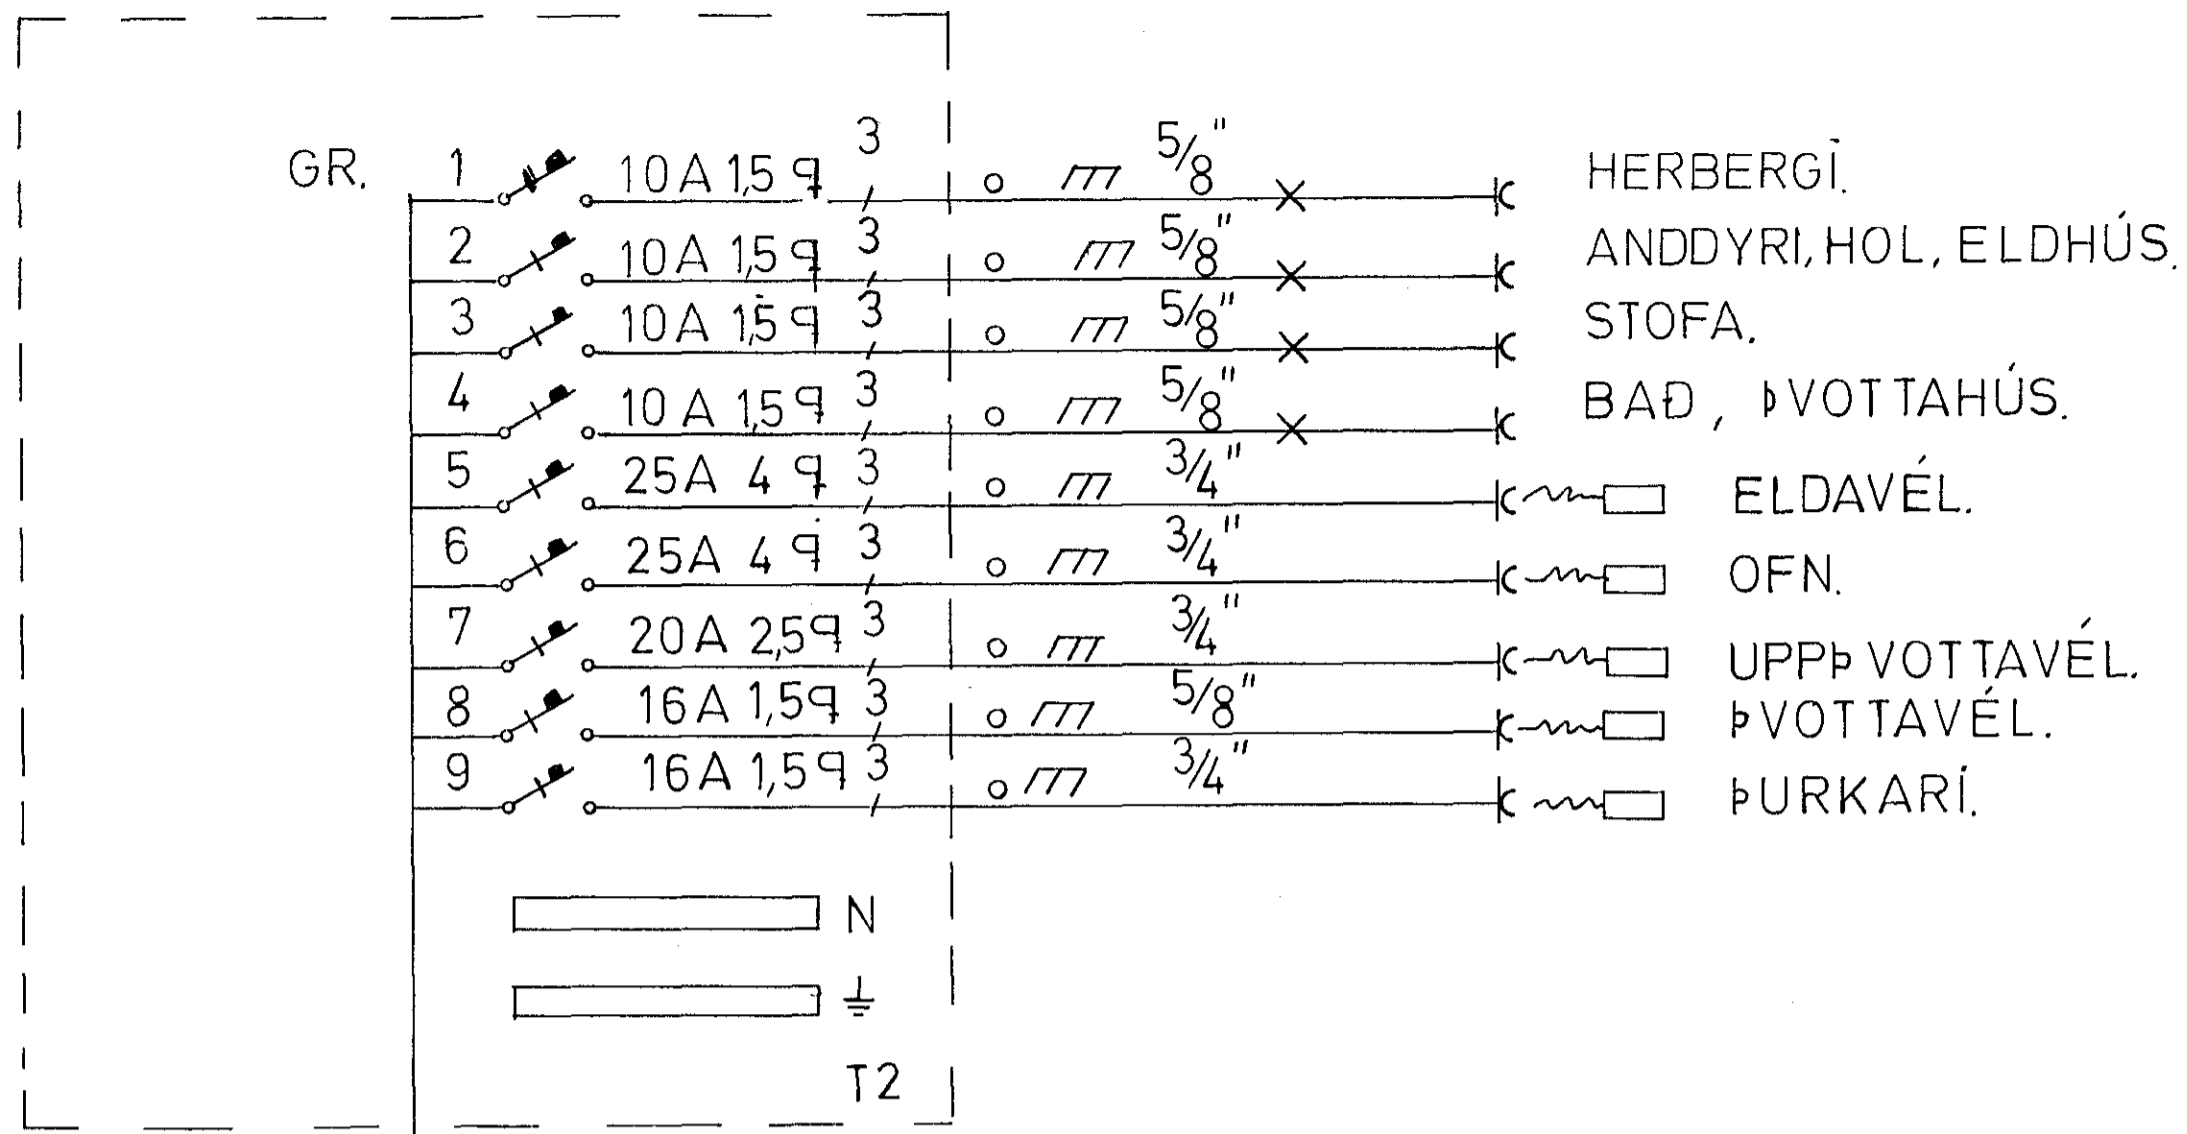 GR. 1 10A 1,5 q 3 5/8" HERBERGI.
2 10A 1,5 q 3 5/8" ANDDYRI, HOL, ELDHÚS.
3 10A 1,5 q 3 5/8" STOFA.
4 10A 1,5 q 3 5/8" BAÐ, ÞVOTTAHÚS.
5 25A 4 q 3 3/4" ELDAVÉL.
6 25A 4 q 3 3/4" OFN.
7 20A 2,5 q 3 3/4" UPPÞVOTTAVÉL.
8 16A 1,5 q 3 5/8" ÞVOTTAVÉL.
9 16A 1,5 q 3 3/4" ÞURKARÍ.
N
T2